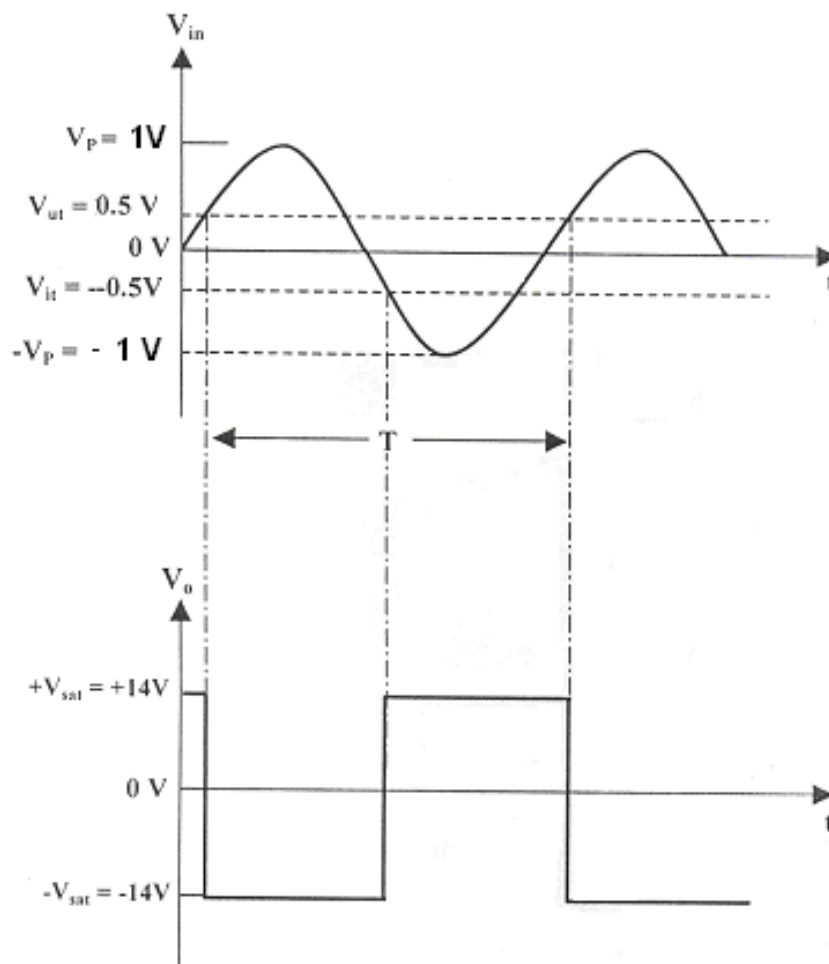 V_in
V_P = 1V
V_ut = 0.5 V
0 V
t
V_lt = --0.5V
-V_P = - 1 V
T
V_o
+V_sat = +14V
0 V
t
-V_sat = -14V